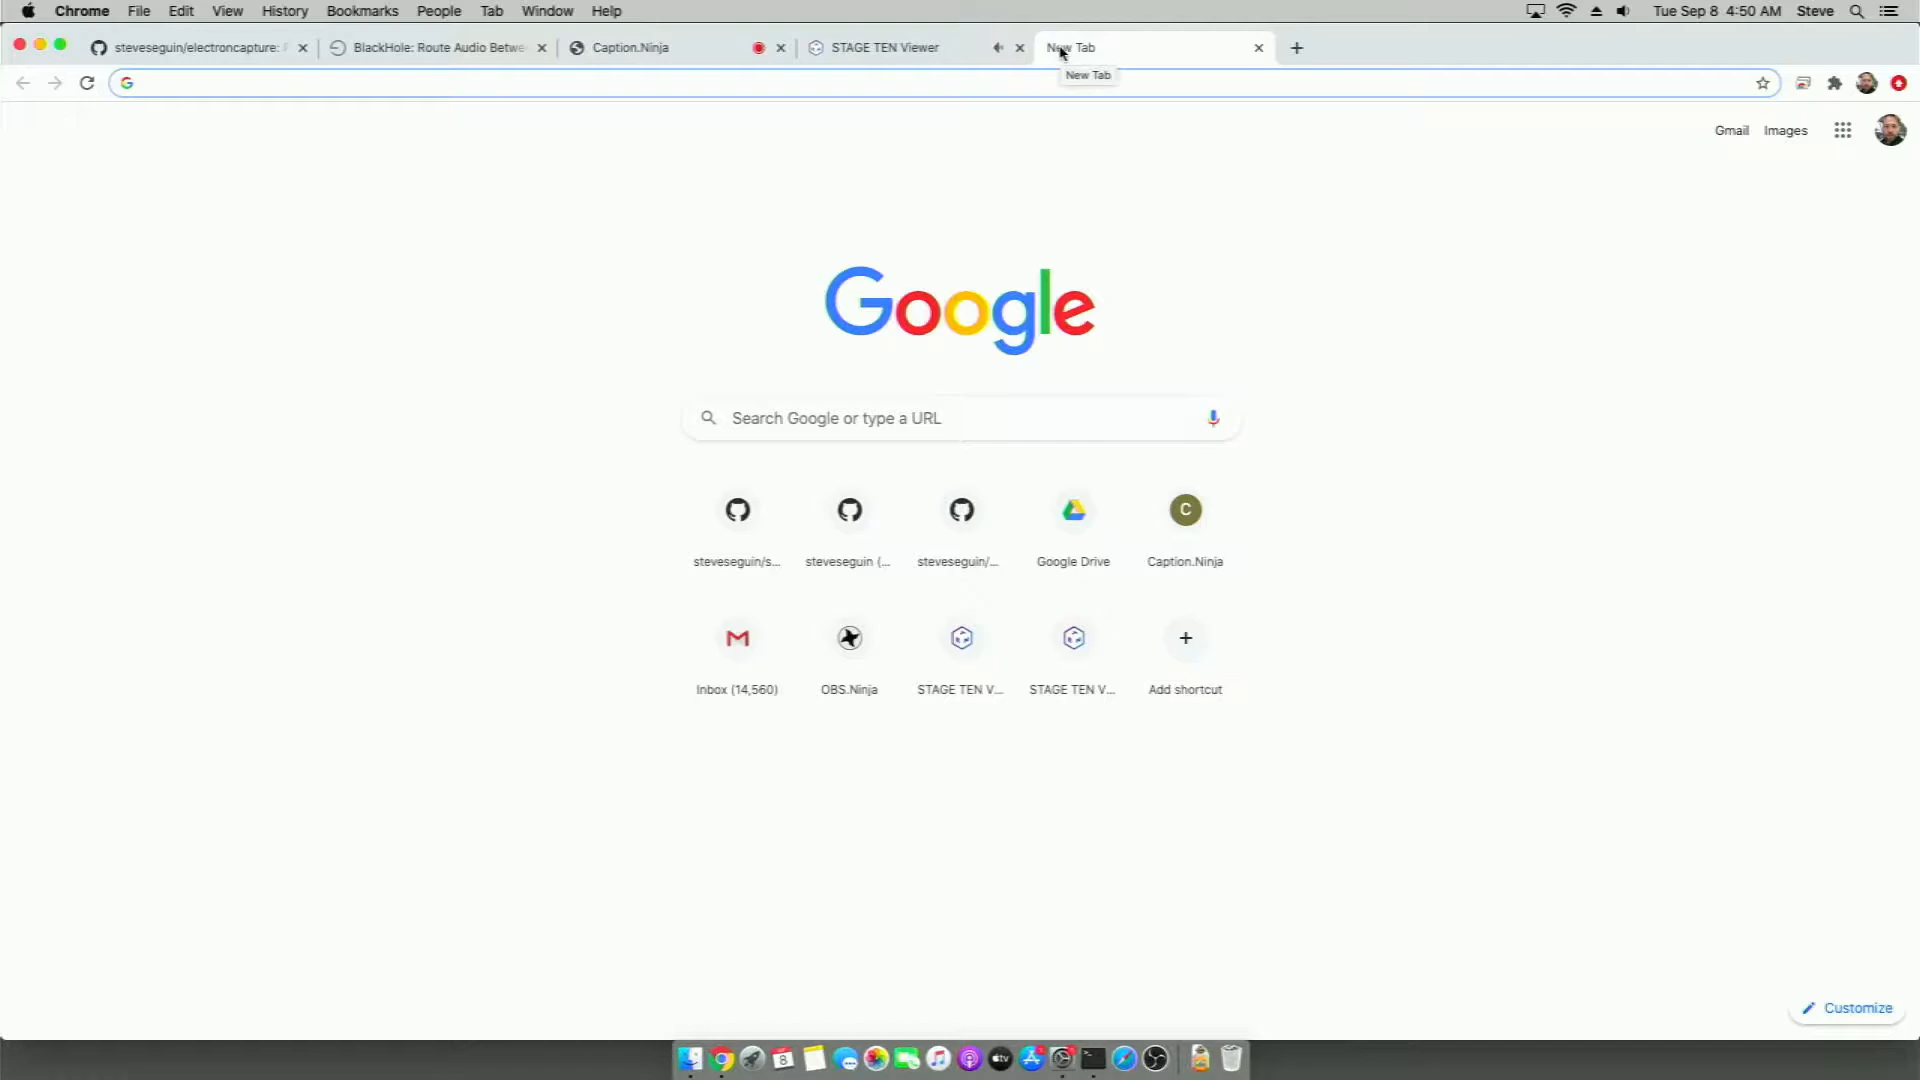 Chrome File Edit View History Bookmarks People Tab Window Help Tue Sep 8 4:50 AM Steve
steveseguin/electroncapture: BlackHole: Route Audio Betwe Caption.Ninja STAGE TEN Viewer New Tab
New Tab
Gmail Images
Google
Search Google or type a URL
steveseguin/s... steveseguin (... steveseguin/... Google Drive C Caption.Ninja
Inbox (14,560) OBS.Ninja STAGE TEN V... STAGE TEN V... Add shortcut
Customize
8 tv